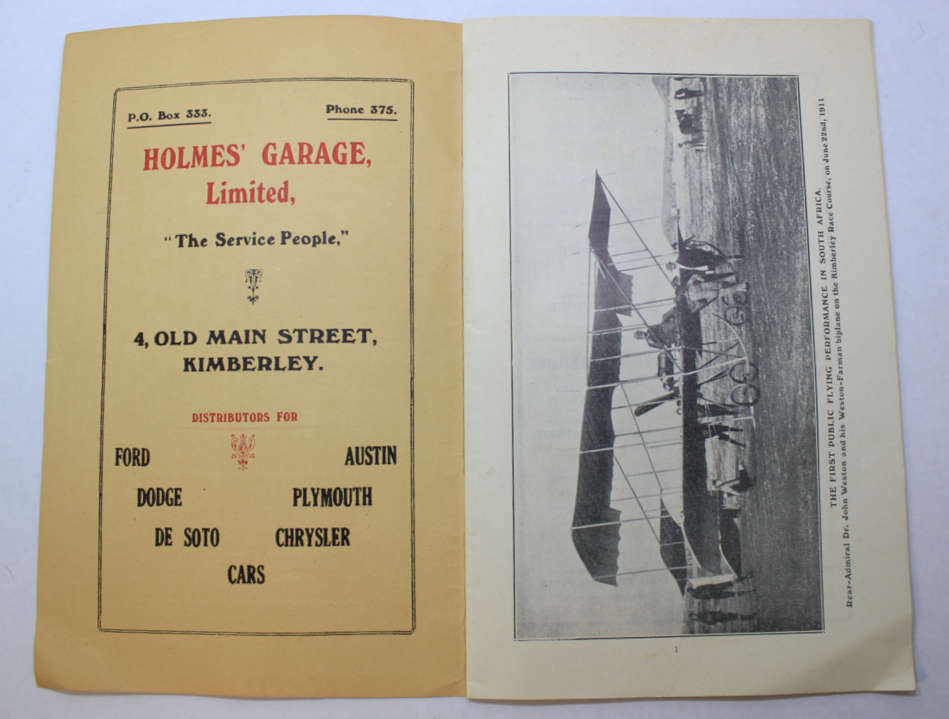 P.O. Box 333. Phone 375.
HOLMES' GARAGE,
Limited,
"The Service People,"
4, OLD MAIN STREET,
KIMBERLEY.
DISTRIBUTORS FOR
FORD AUSTIN
DODGE PLYMOUTH
DE SOTO CHRYSLER
CARS
THE FIRST PUBLIC FLYING PERFORMANCE IN SOUTH AFRICA.
Rear-Admiral Dr. John Weston and his Weston-Farman biplane on the Kimberley Race Course, on June 22nd, 1911
1